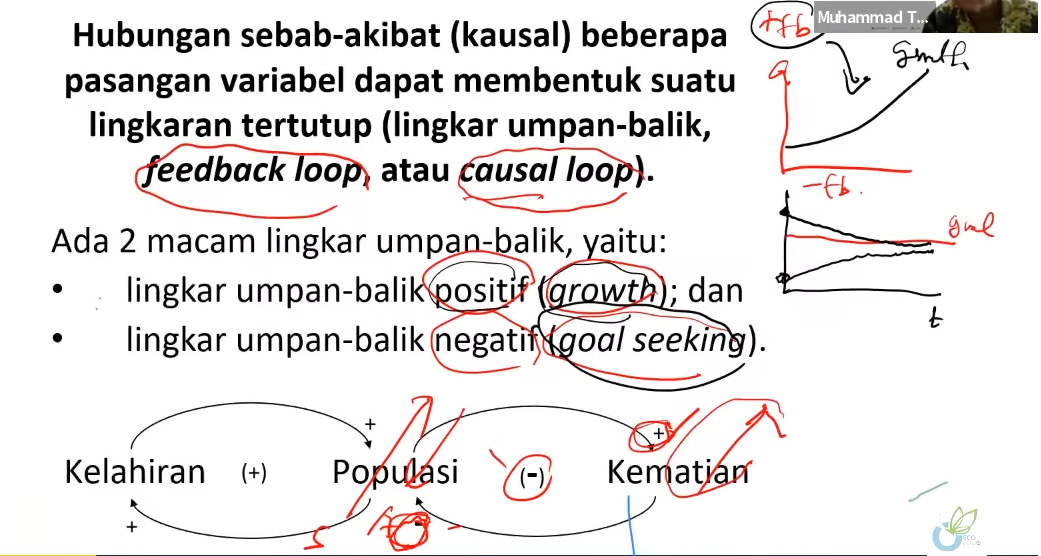 Hubungan sebab-akibat (kausal) beberapa
pasangan variabel dapat membentuk suatu
lingkaran tertutup (lingkar umpan-balik,
feedback loop, atau causal loop).
Ada 2 macam lingkar umpan-balik, yaitu:
• lingkar umpan-balik positif (growth); dan
• lingkar umpan-balik negatif (goal seeking).
+ +
Kelahiran (+) Populasi (-) Kematian
+ -
Muhammad T...
+fb
growth
-fb.
goal
t
ECO